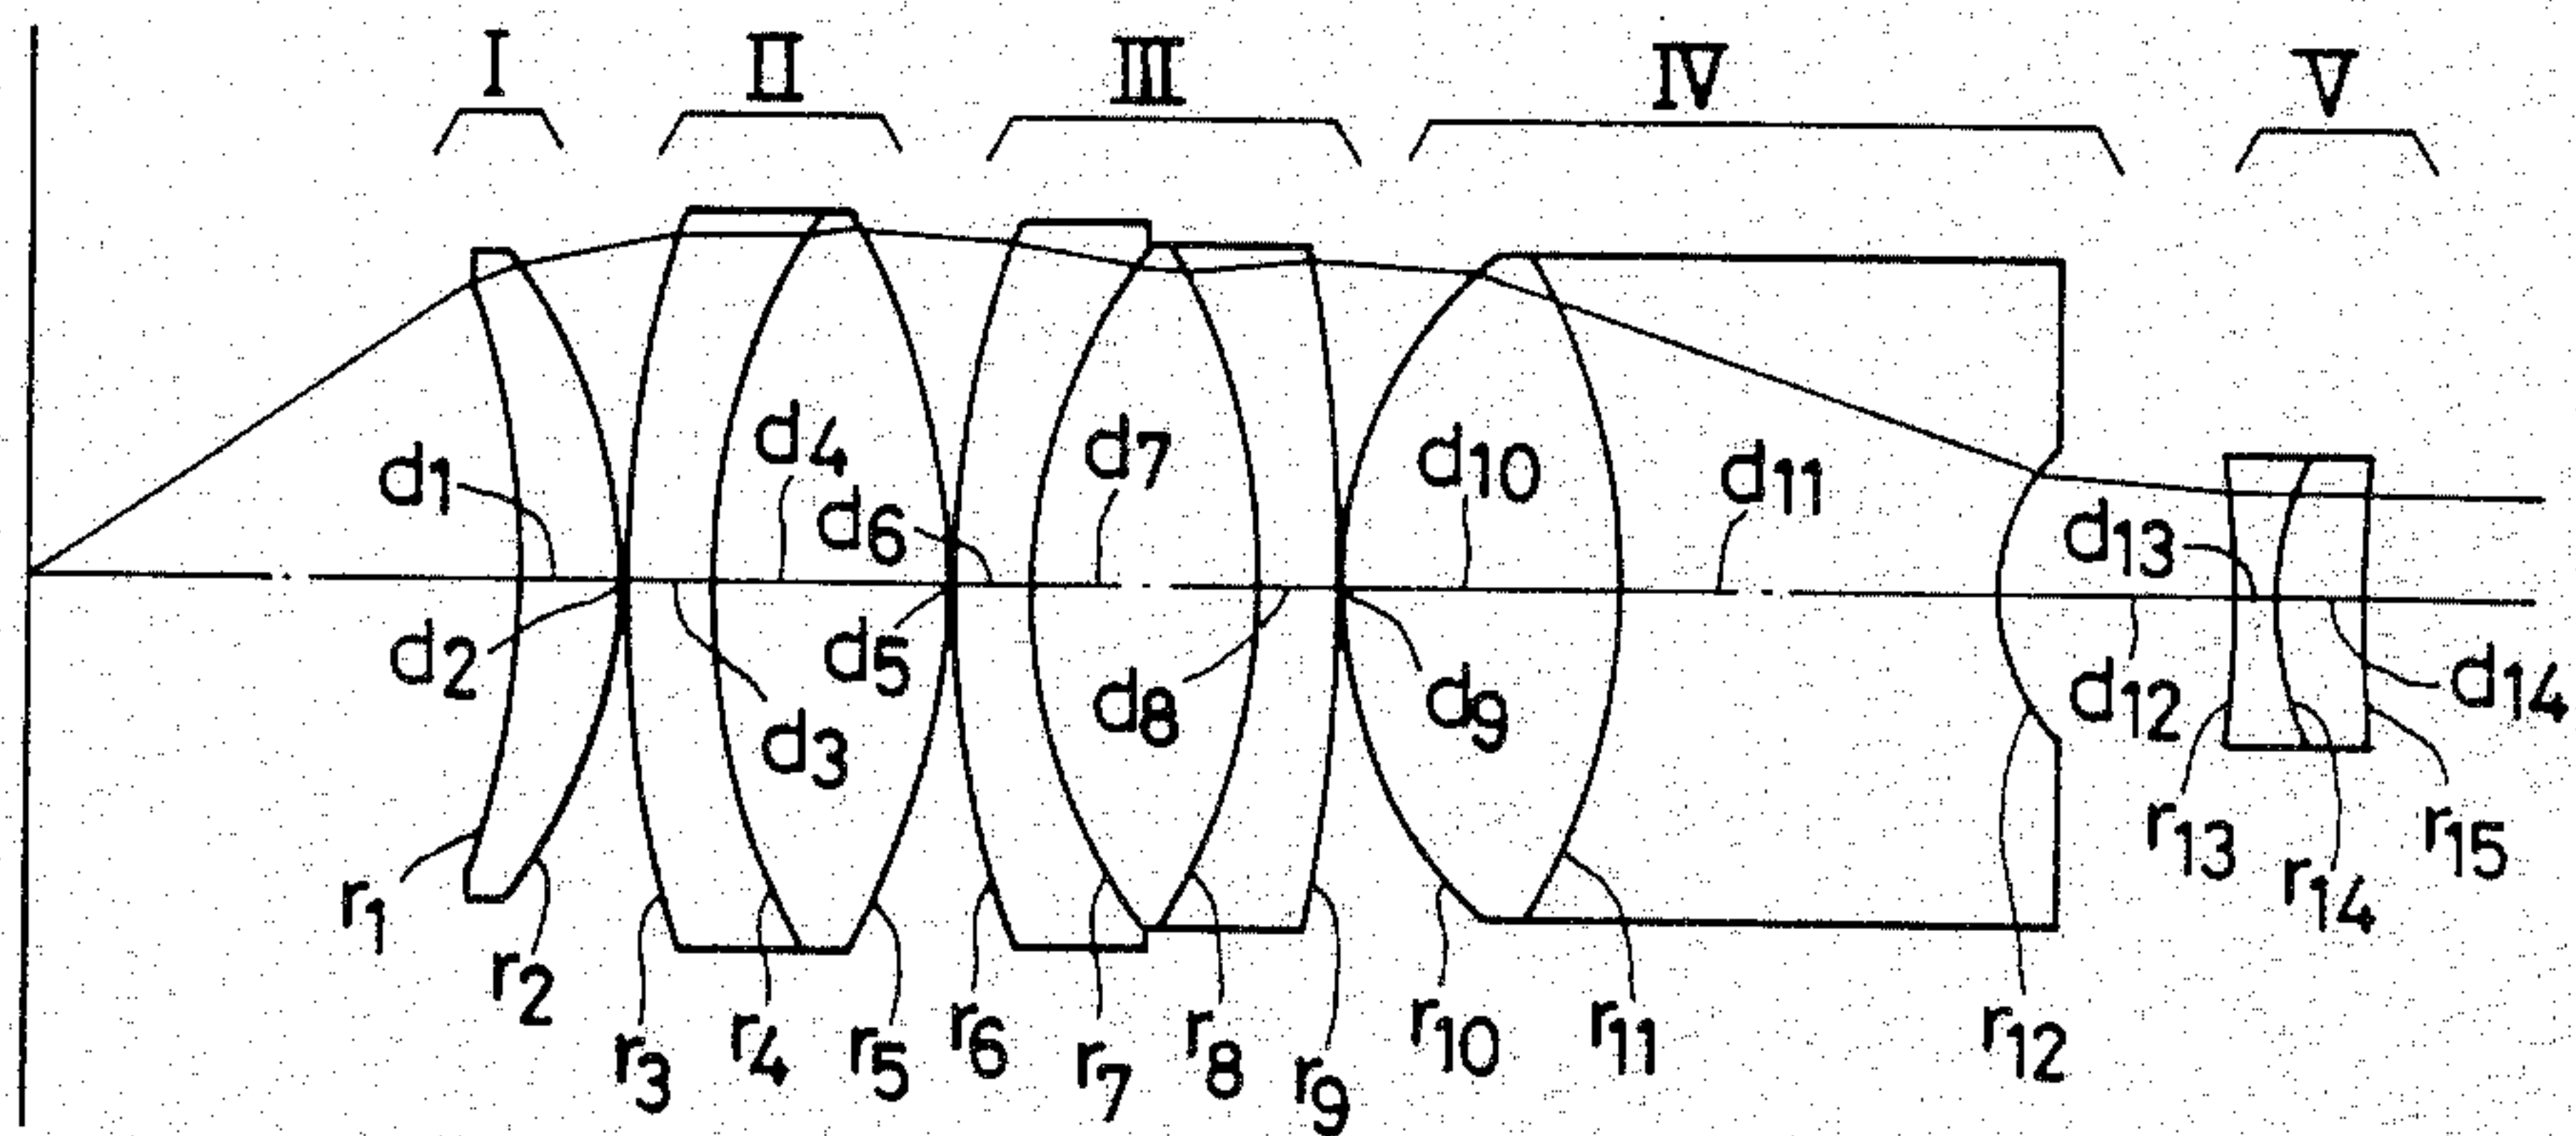 I II III IV V
d1 d4 d6 d7 d10 d11 d13
d2 d3 d5 d8 d9 d12 d14
r1 r2 r3 r4 r5 r6 r7 r8 r9 r10 r11 r12 r13 r14 r15